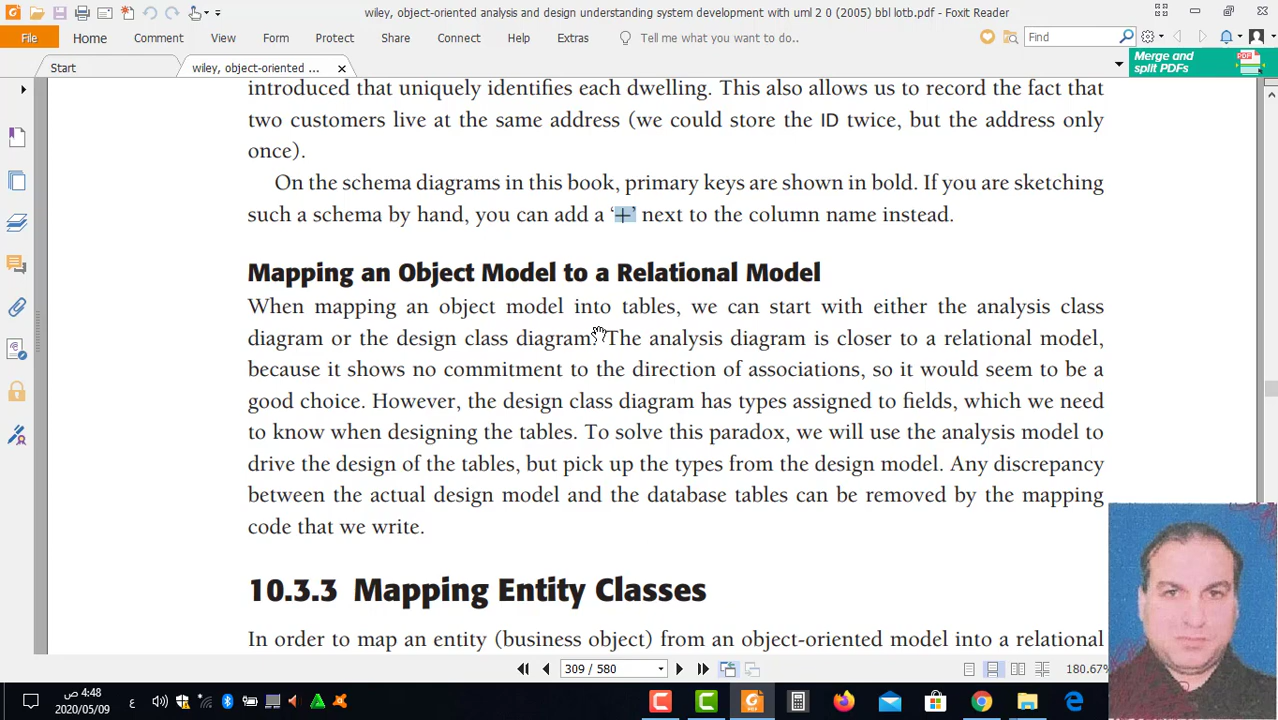 wiley, object-oriented analysis and design understanding system development with uml 2 0 (2005) bbl lotb.pdf - Foxit Reader
File Home Comment View Form Protect Share Connect Help Extras Tell me what you want to do... Find
Start wiley, object-oriented ... Merge and
split PDFs
introduced that uniquely identifies each dwelling. This also allows us to record the fact that
two customers live at the same address (we could store the ID twice, but the address only
once).
On the schema diagrams in this book, primary keys are shown in bold. If you are sketching
such a schema by hand, you can add a ‘+’ next to the column name instead.
Mapping an Object Model to a Relational Model
When mapping an object model into tables, we can start with either the analysis class
diagram or the design class diagram. The analysis diagram is closer to a relational model,
because it shows no commitment to the direction of associations, so it would seem to be a
good choice. However, the design class diagram has types assigned to fields, which we need
to know when designing the tables. To solve this paradox, we will use the analysis model to
drive the design of the tables, but pick up the types from the design model. Any discrepancy
between the actual design model and the database tables can be removed by the mapping
code that we write.
10.3.3 Mapping Entity Classes
In order to map an entity (business object) from an object-oriented model into a relational
309 / 580 180.67%
4:48 ص
2020/05/09
ع